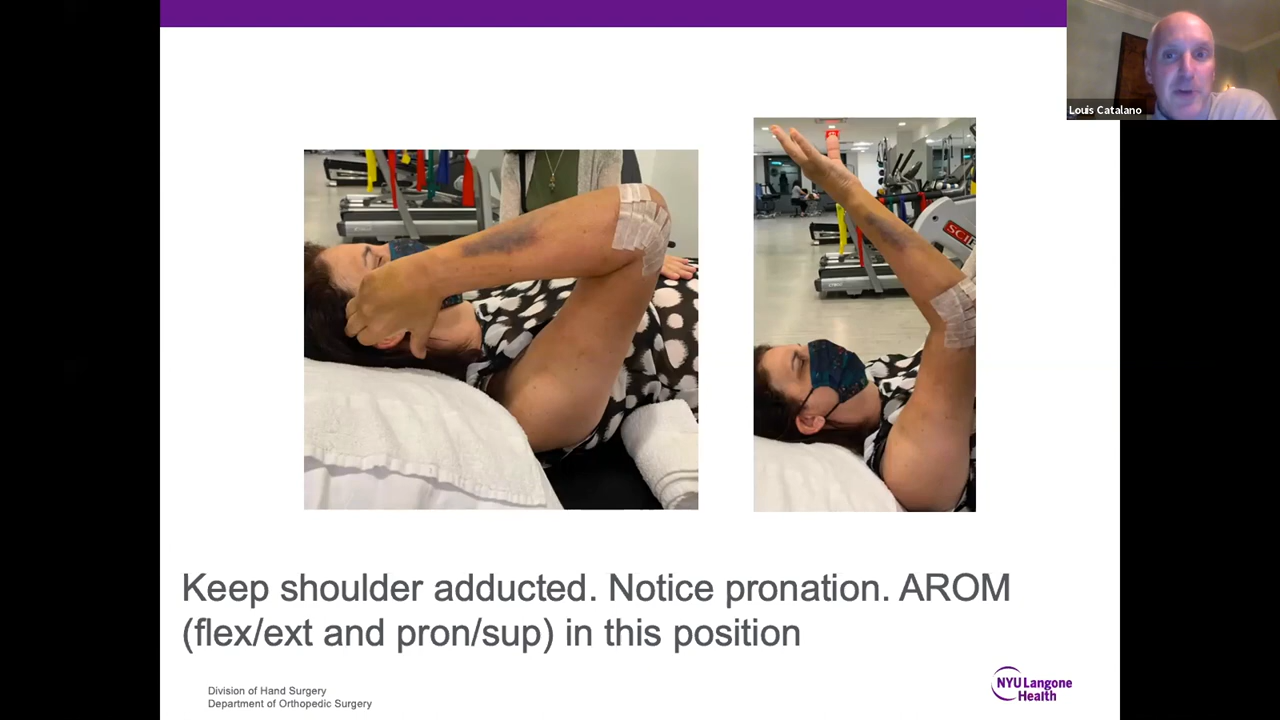 Louis Catalano
SCI
Keep shoulder adducted. Notice pronation. AROM
(flex/ext and pron/sup) in this position
Division of Hand Surgery
Department of Orthopedic Surgery
NYU Langone
Health